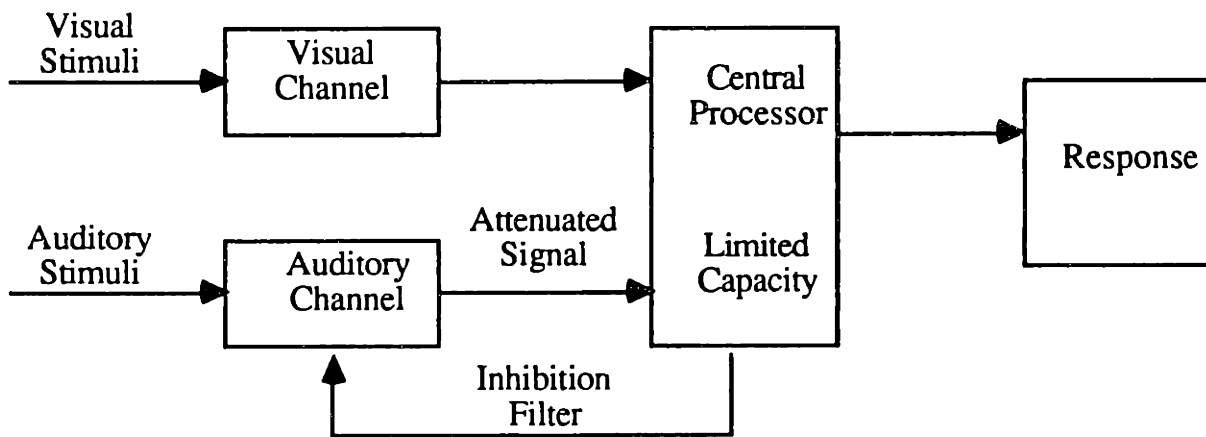 Visual
Stimuli
Visual
Channel
Central
Processor
Response
Auditory
Stimuli
Auditory
Channel
Attenuated
Signal
Limited
Capacity
Inhibition
Filter